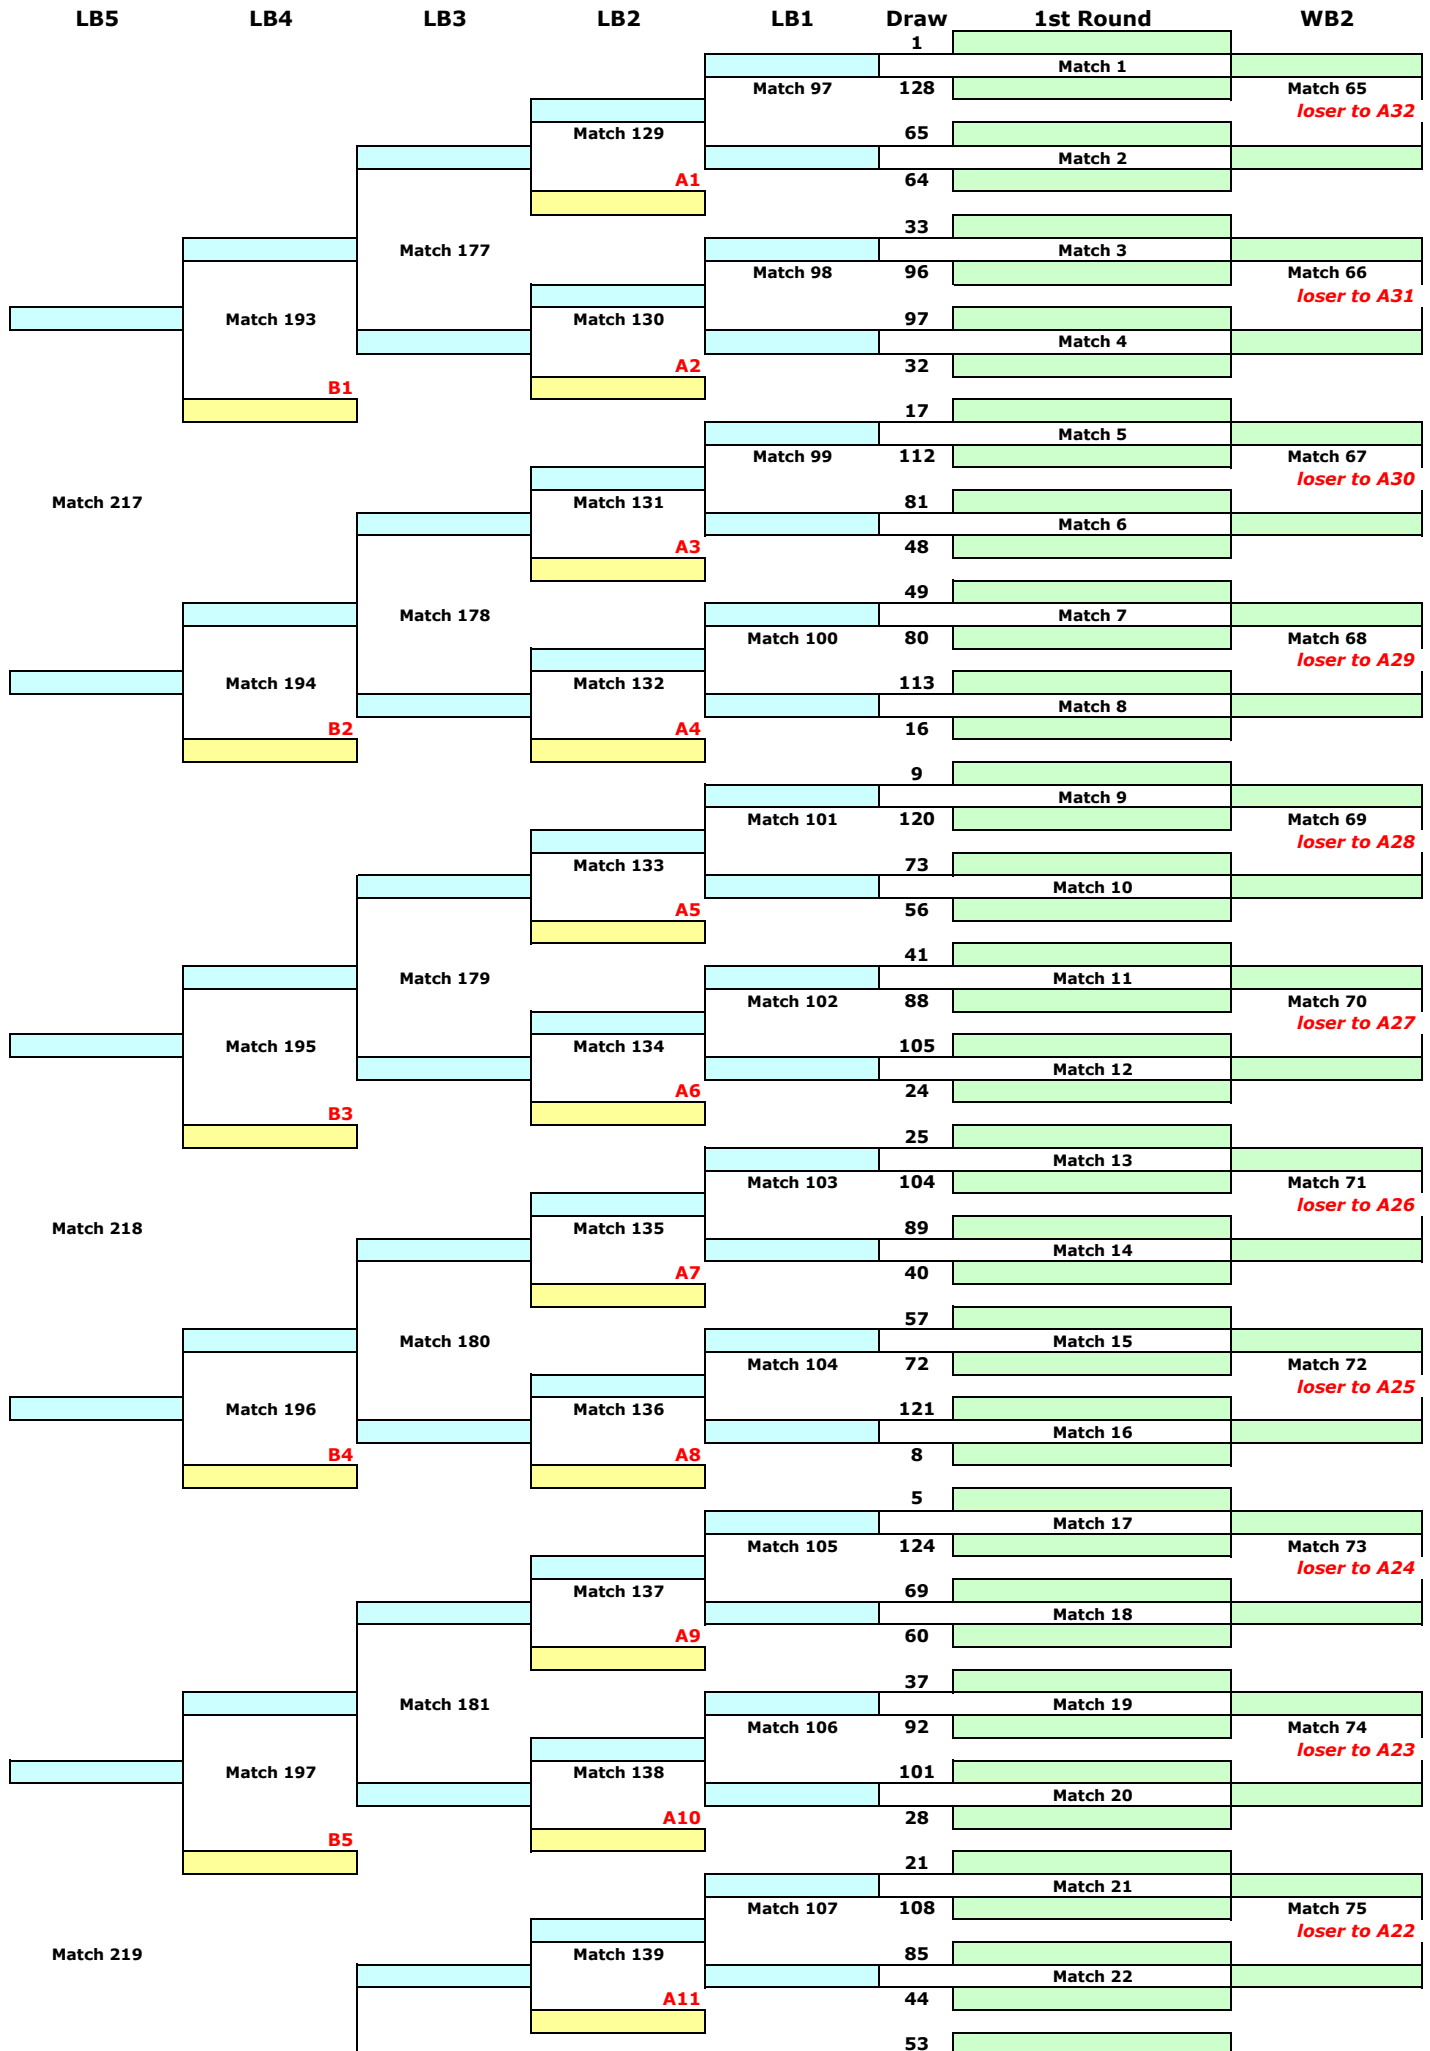 LB5 LB4 LB3 LB2 LB1 Draw 1st Round WB2
1
Match 1
Match 97 128 Match 65
loser to A32
Match 129 65
Match 2
A1 64
33
Match 177 Match 3
Match 98 96 Match 66
loser to A31
Match 193 Match 130 97
Match 4
A2 32
B1
17
Match 5
Match 99 112 Match 67
loser to A30
Match 217 Match 131 81
Match 6
A3 48
49
Match 178 Match 7
Match 100 80 Match 68
loser to A29
Match 194 Match 132 113
Match 8
B2 A4 16
9
Match 9
Match 101 120 Match 69
loser to A28
Match 133 73
Match 10
A5 56
41
Match 179 Match 11
Match 102 88 Match 70
loser to A27
Match 195 Match 134 105
Match 12
A6 24
B3
25
Match 13
Match 103 104 Match 71
loser to A26
Match 218 Match 135 89
Match 14
A7 40
57
Match 180 Match 15
Match 104 72 Match 72
loser to A25
Match 196 Match 136 121
Match 16
B4 A8 8
5
Match 17
Match 105 124 Match 73
loser to A24
Match 137 69
Match 18
A9 60
37
Match 181 Match 19
Match 106 92 Match 74
loser to A23
Match 197 Match 138 101
Match 20
A10 28
B5
21
Match 21
Match 107 108 Match 75
loser to A22
Match 219 Match 139 85
Match 22
A11 44
53